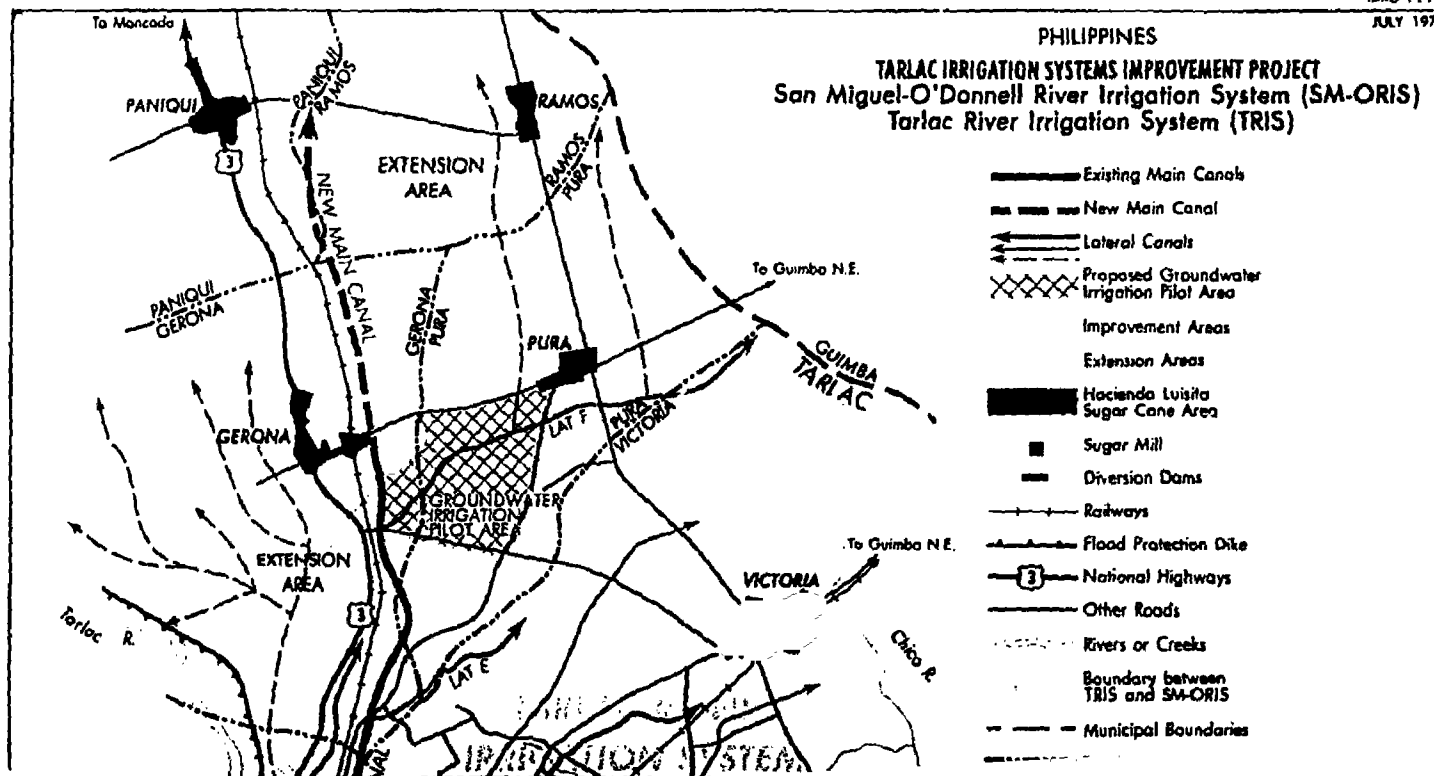 JULY 197
PHILIPPINES
TARLAC IRRIGATION SYSTEMS IMPROVEMENT PROJECT
San Miguel-O'Donnell River Irrigation System (SM-ORIS)
Tarlac River Irrigation System (TRIS)
Existing Main Canals
New Main Canal
Lateral Canals
Proposed Groundwater
Irrigation Pilot Area
Improvement Areas
Extension Areas
Hacienda Luisita
Sugar Cane Area
Sugar Mill
Diversion Dams
Railways
Flood Protection Dike
3
National Highways
Other Roads
Rivers or Creeks
Boundary between
TRIS and SM-ORIS
Municipal Boundaries
To Moncada
PANIQUI
PANIQUI
RAMOS
RAMOS
3
EXTENSION
AREA
RAMOS
PURA
NEW MAIN CANAL
To Guimba N.E.
PANIQUI
GERONA
GERONA
PURA
PURA
GUIMBA
TARLAC
GERONA
LAT F
PURA
VICTORIA
GROUNDWATER
IRRIGATION
PILOT AREA
EXTENSION
AREA
To Guimba N.E.
VICTORIA
3
Tarlac R.
Chico R.
LAT E
IRRIGATION SYSTEM